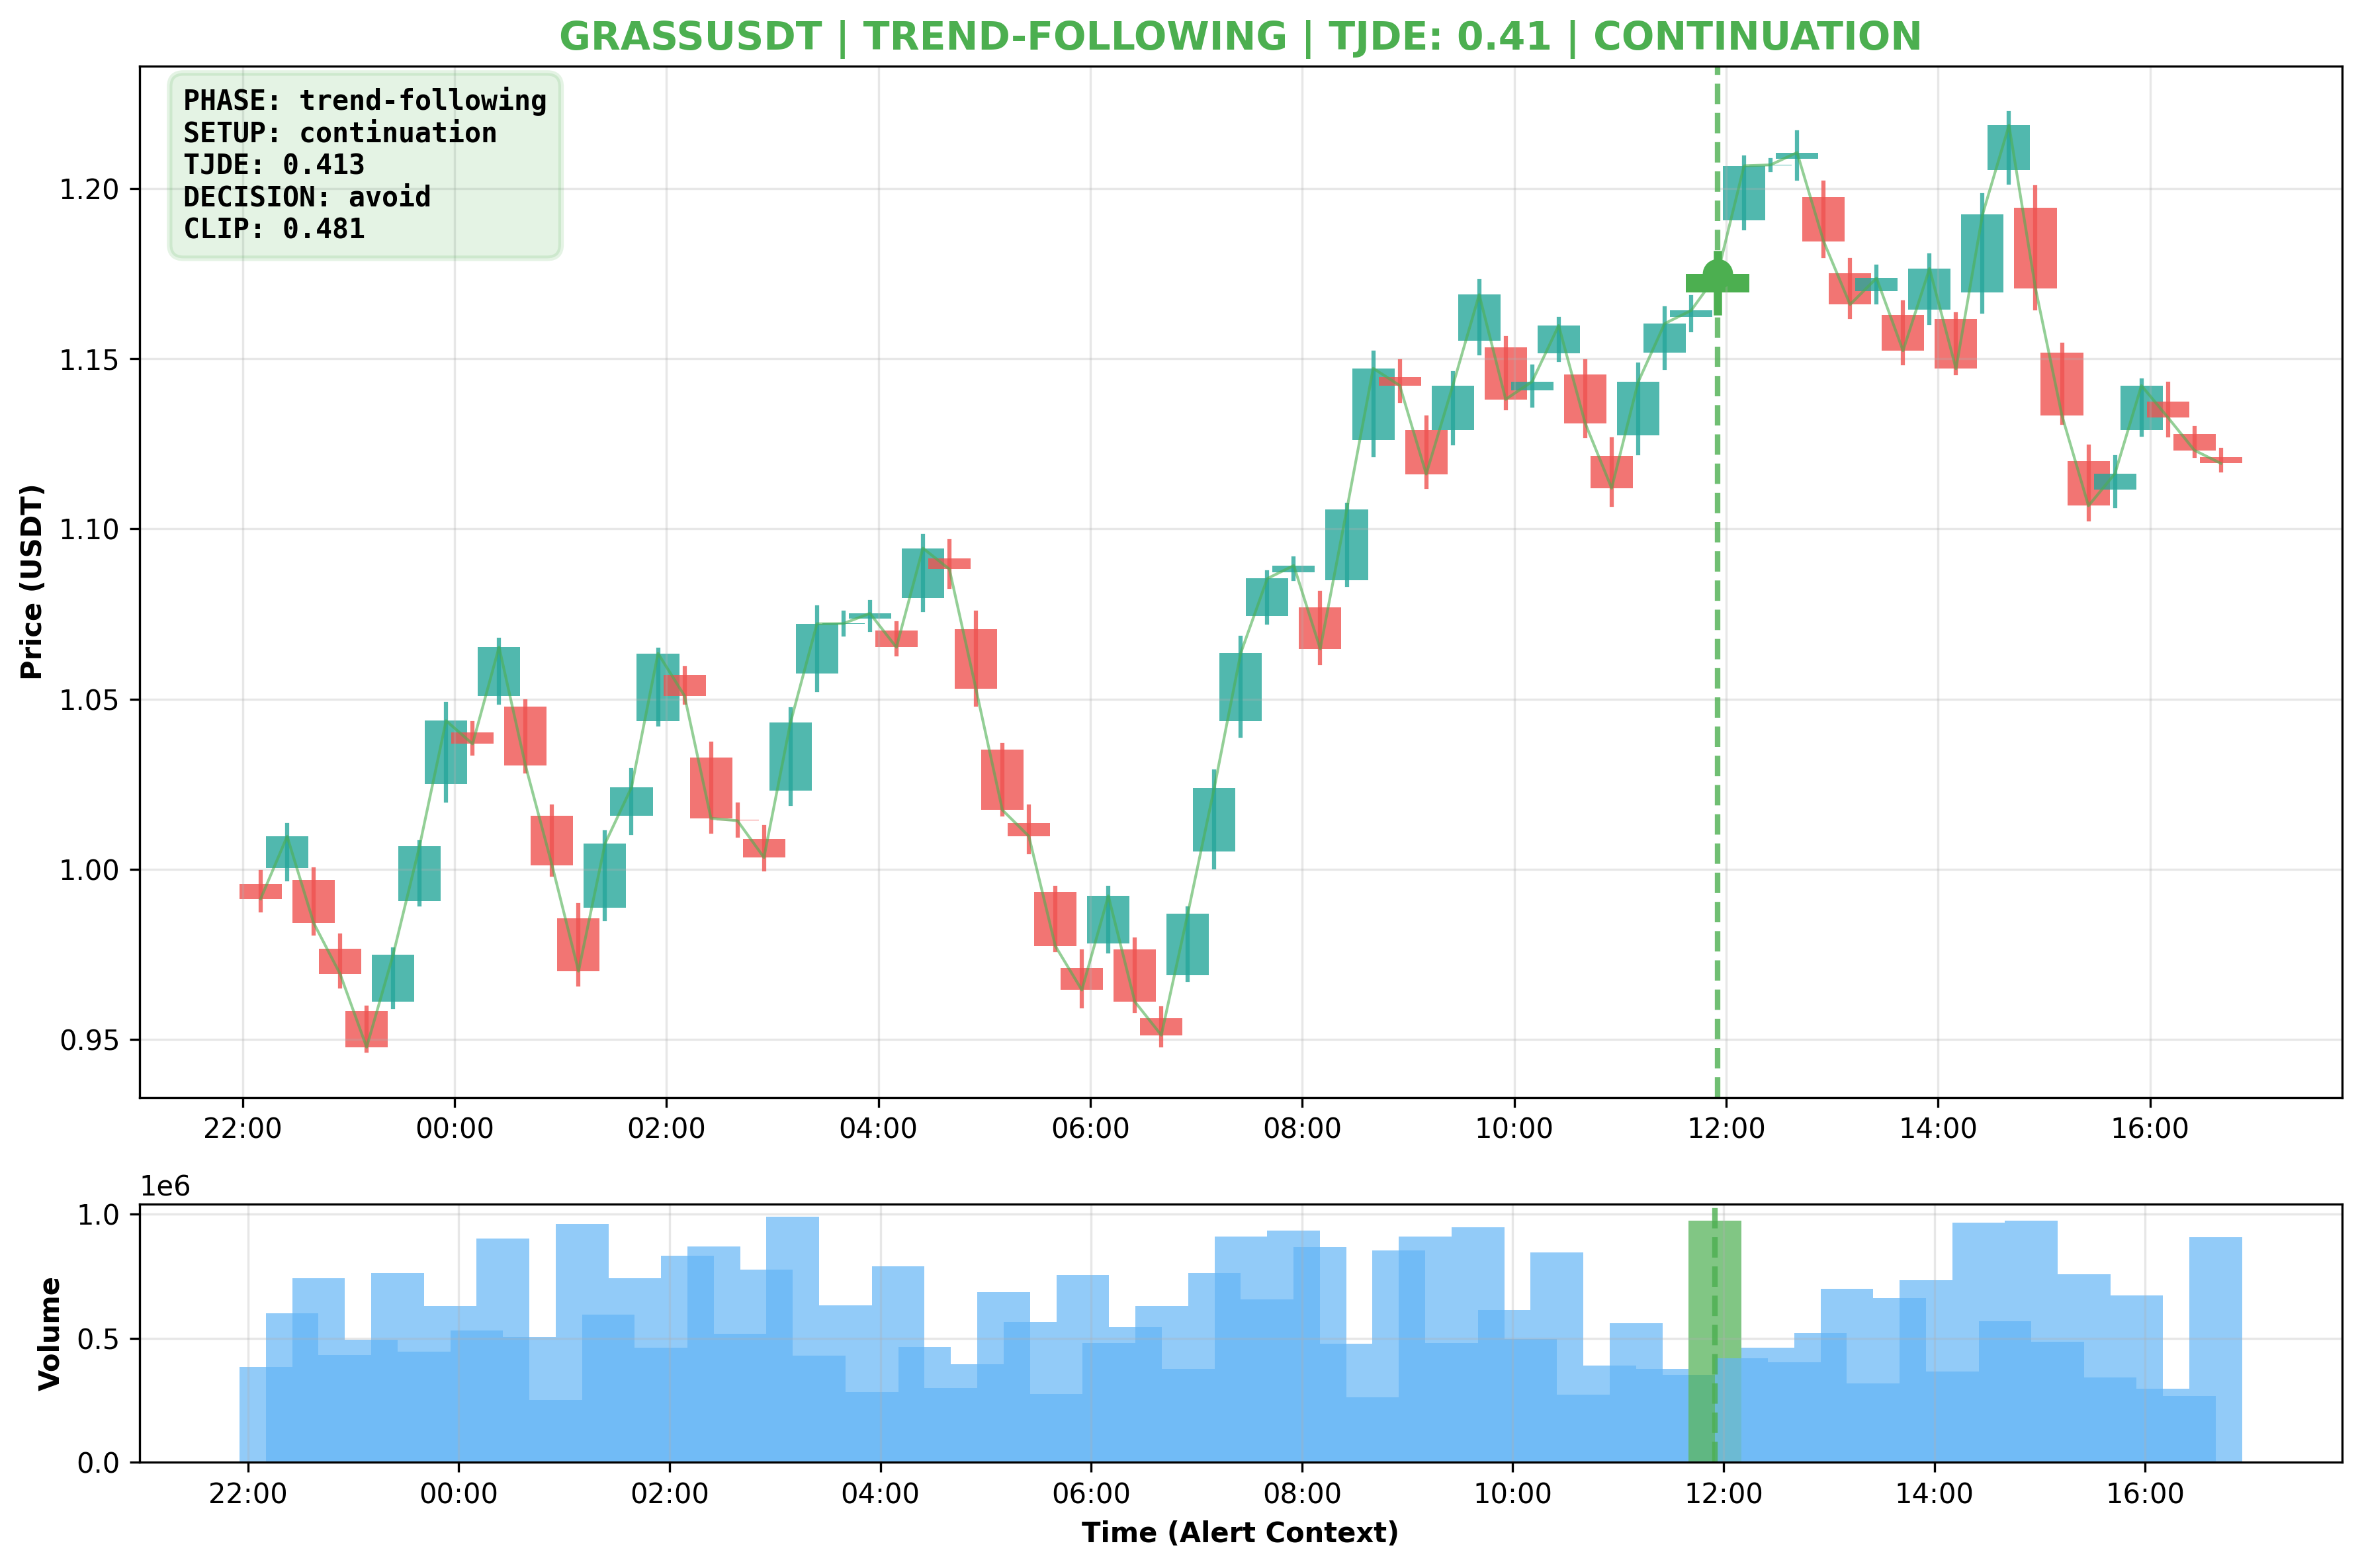 GRASSUSDT | TREND-FOLLOWING | TJDE: 0.41 | CONTINUATION
PHASE: trend-following
SETUP: continuation
TJDE: 0.413
DECISION: avoid
CLIP: 0.481
Price (USDT)
1.20
1.15
1.10
1.05
1.00
0.95
22:00 00:00 02:00 04:00 06:00 08:00 10:00 12:00 14:00 16:00
1e6
Volume
1.0
0.5
0.0
22:00 00:00 02:00 04:00 06:00 08:00 10:00 12:00 14:00 16:00
Time (Alert Context)